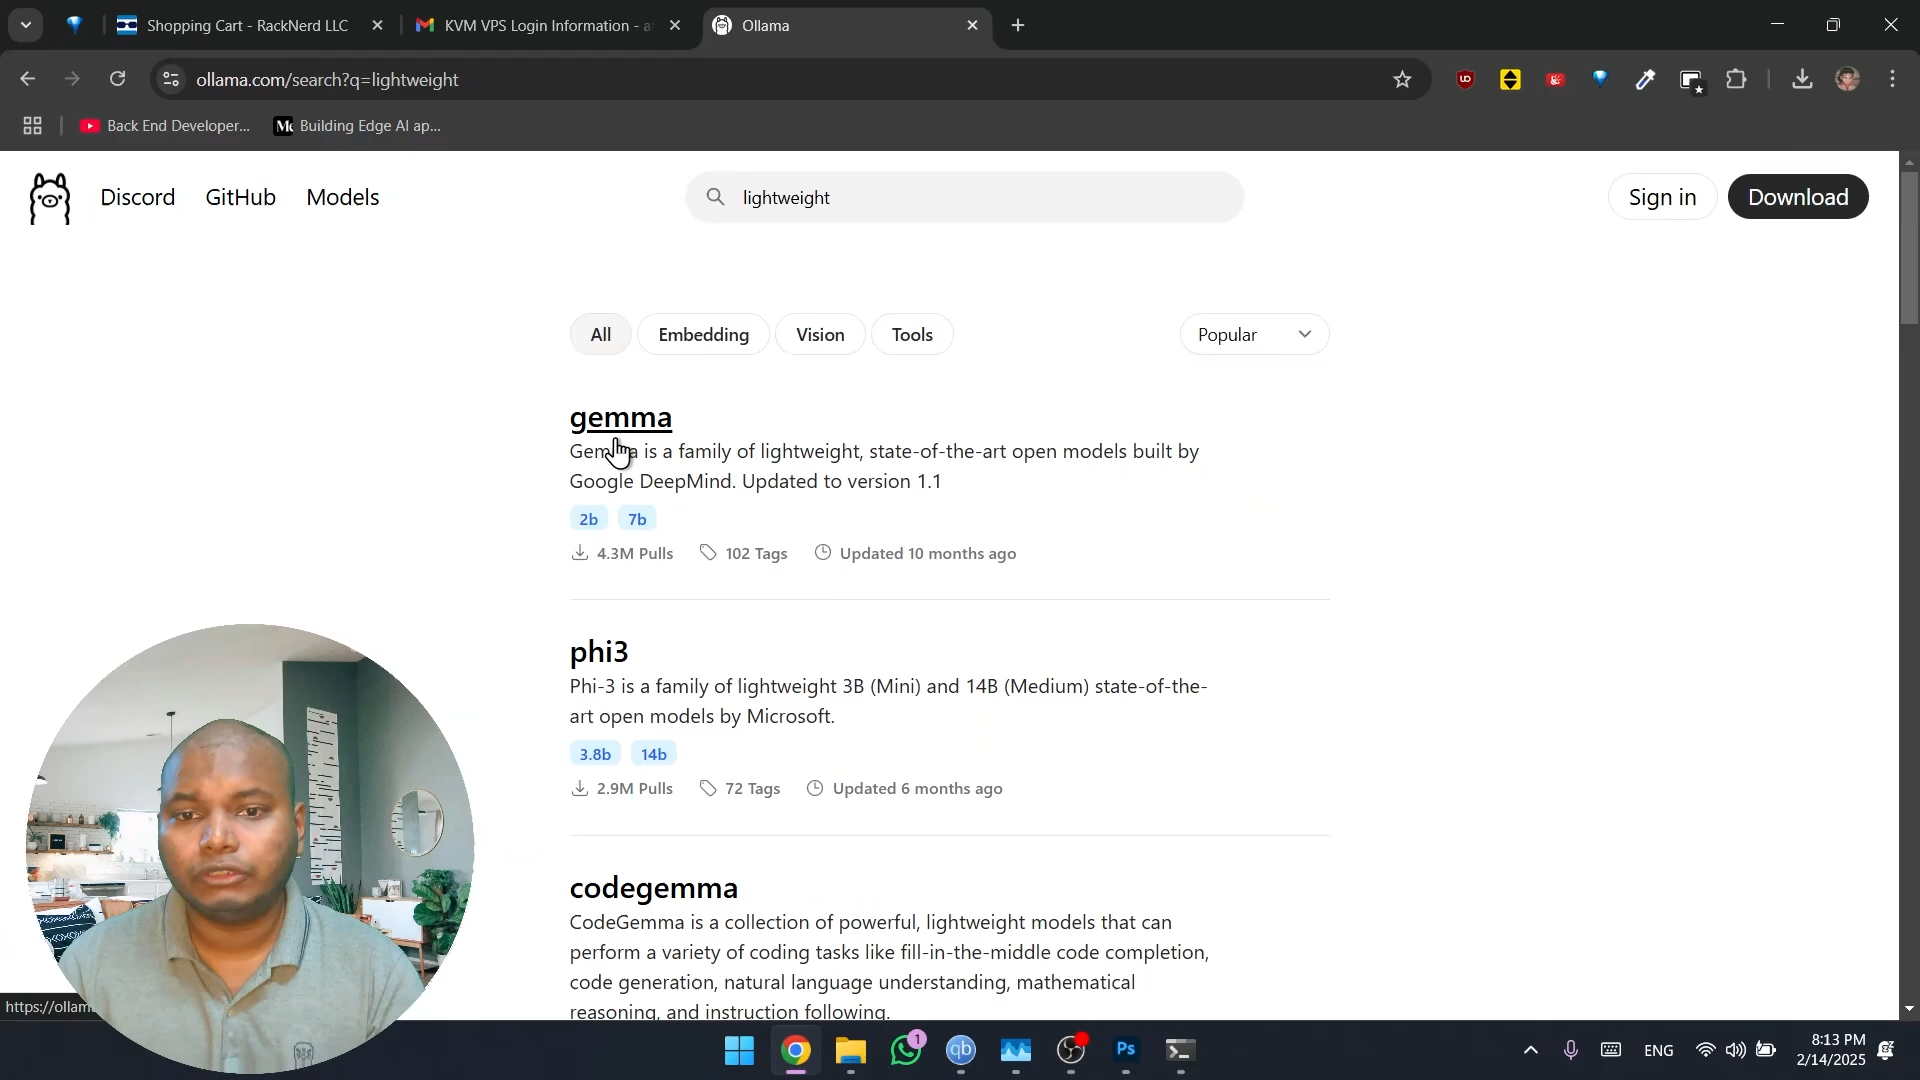 Shopping Cart - RackNerd LLC
KVM VPS Login Information - a
Ollama
ollama.com/search?q=lightweight
Back End Developer...
Building Edge AI ap...
Discord
GitHub
Models
lightweight
Sign in
Download
All
Embedding
Vision
Tools
Popular
gemma
Gemma is a family of lightweight, state-of-the-art open models built by
Google DeepMind. Updated to version 1.1
2b
7b
4.3M Pulls
102 Tags
Updated 10 months ago
phi3
Phi-3 is a family of lightweight 3B (Mini) and 14B (Medium) state-of-the-
art open models by Microsoft.
3.8b
14b
2.9M Pulls
72 Tags
Updated 6 months ago
codegemma
CodeGemma is a collection of powerful, lightweight models that can
perform a variety of coding tasks like fill-in-the-middle code completion,
code generation, natural language understanding, mathematical
reasoning, and instruction following.
https://ollam
1
qb
Ps
ENG
8:13 PM
2/14/2025